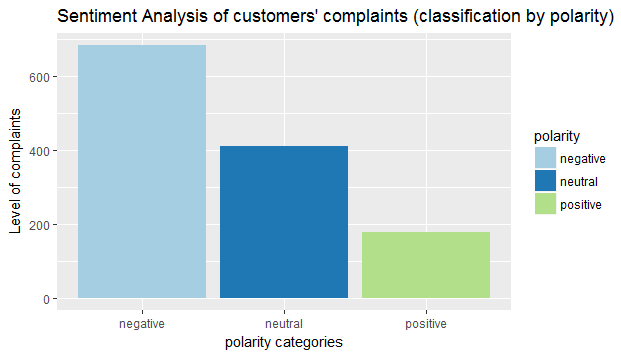 Sentiment Analysis of customers' complaints (classification by polarity)
Level of complaints
600
400
200
0
negative
neutral
positive
polarity categories
polarity
negative
neutral
positive